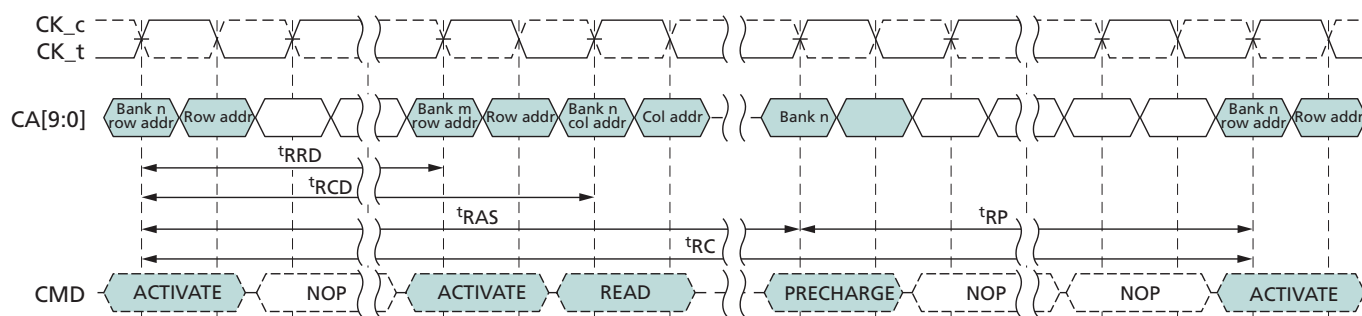 CK_c
CK_t
CA[9:0]
Bank n row addr
Row addr
Bank m row addr
Row addr
Bank n col addr
Col addr
Bank n
Bank n row addr
Row addr
tRRD
tRCD
tRAS
tRP
tRC
CMD
ACTIVATE
NOP
ACTIVATE
READ
PRECHARGE
NOP
NOP
ACTIVATE